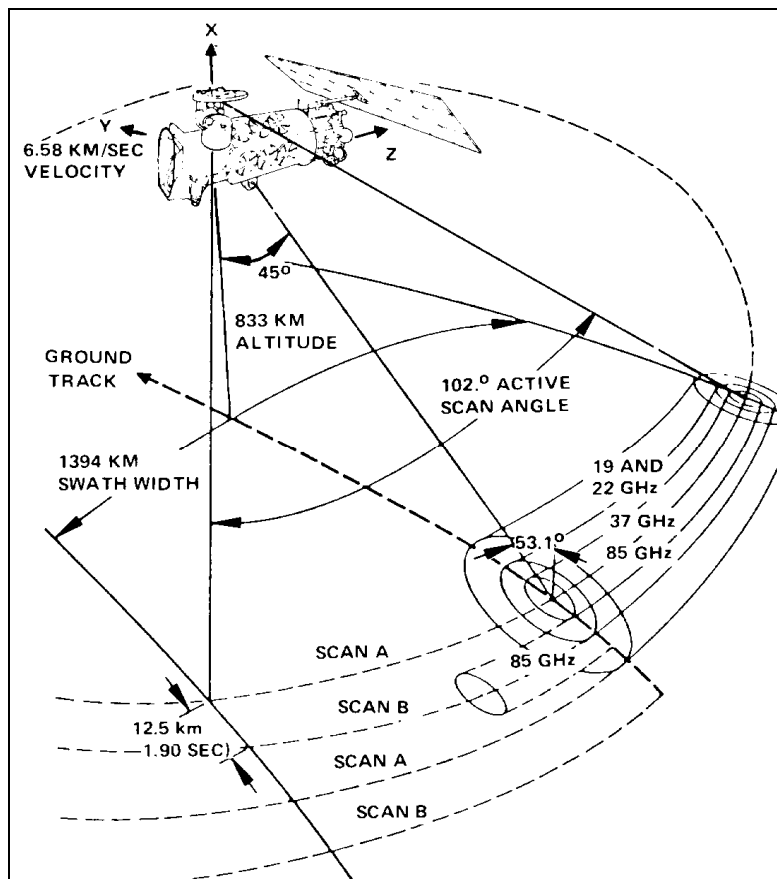 X
Y
6.58 KM/SEC
VELOCITY
Z
45º
833 KM
ALTITUDE
GROUND
TRACK
102.º ACTIVE
SCAN ANGLE
1394 KM
SWATH WIDTH
19 AND
22 GHz
37 GHz
53.1º
85 GHz
SCAN A
85 GHz
SCAN B
12.5 km
1.90 SEC)
SCAN A
SCAN B